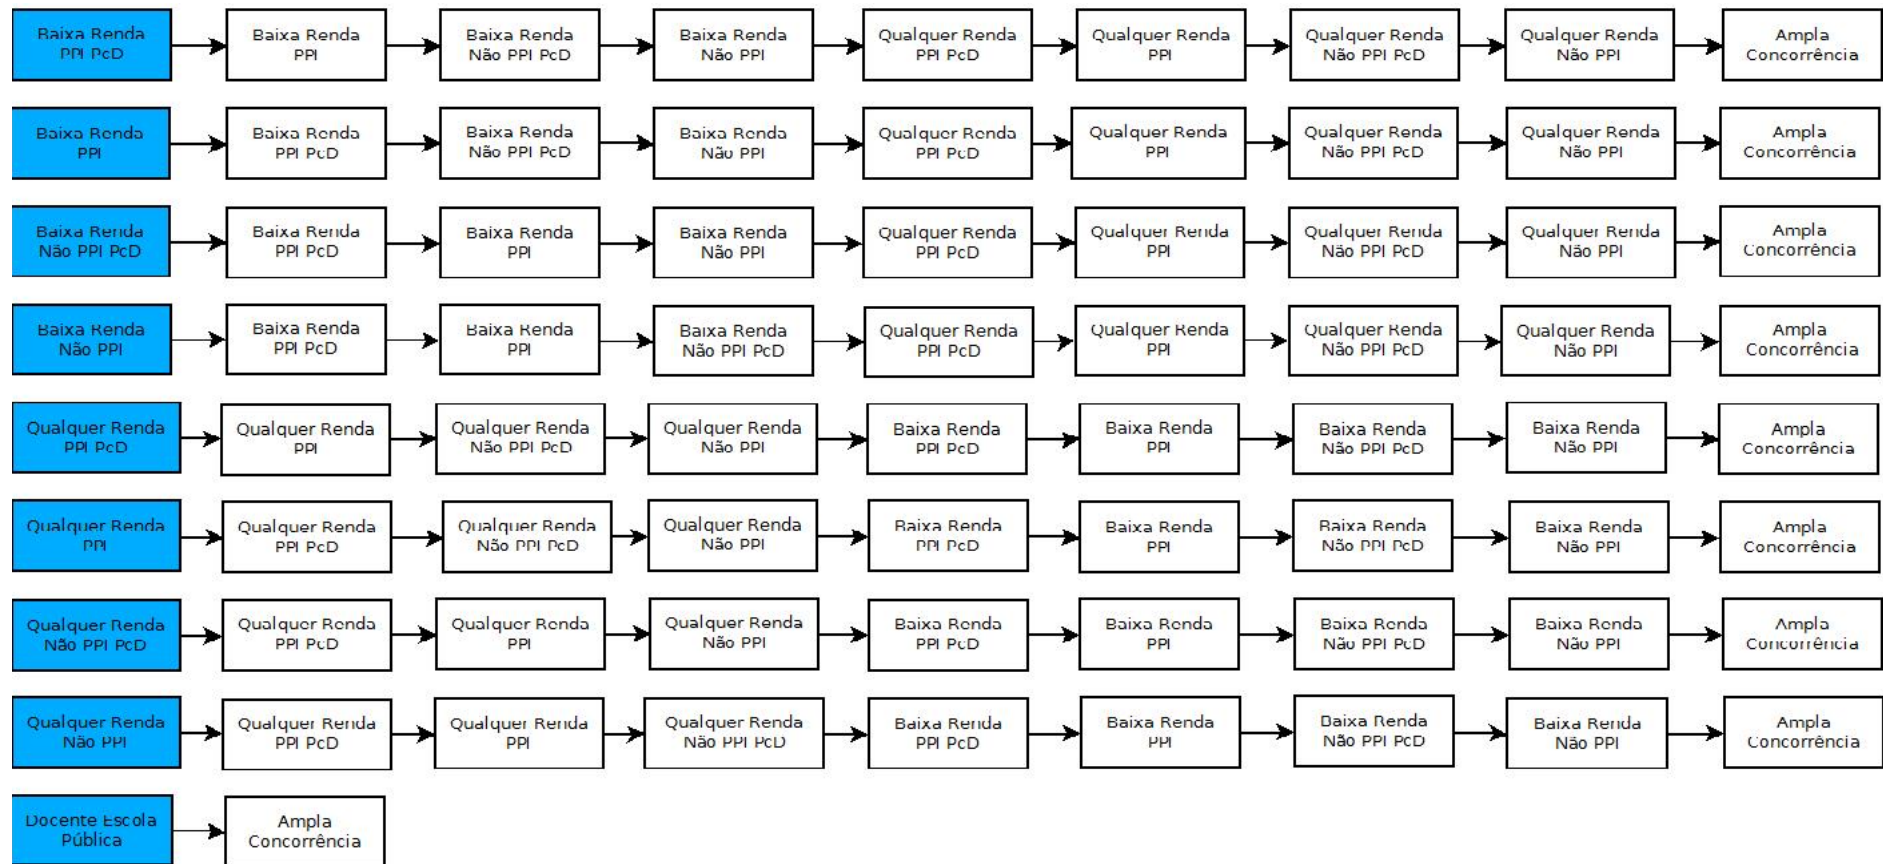 Baixa Renda
PPI PcD
Baixa Renda
PPI
Baixa Renda
Não PPI PcD
Baixa Renda
Não PPI
Qualquer Renda
PPI PcD
Qualquer Renda
PPI
Qualquer Renda
Não PPI PcD
Qualquer Renda
Não PPI
Ampla
Concorrência
Baixa Renda
PPI
Baixa Renda
PPI PcD
Baixa Renda
Não PPI PcD
Baixa Renda
Não PPI
Qualquer Renda
PPI PcD
Qualquer Renda
PPI
Qualquer Renda
Não PPI PcD
Qualquer Renda
Não PPI
Ampla
Concorrência
Baixa Renda
Não PPI PcD
Baixa Renda
PPI PcD
Baixa Renda
PPI
Baixa Renda
Não PPI
Qualquer Renda
PPI PcD
Qualquer Renda
PPI
Qualquer Renda
Não PPI PcD
Qualquer Renda
Não PPI
Ampla
Concorrência
Baixa Renda
Não PPI
Baixa Renda
PPI PcD
Baixa Renda
PPI
Baixa Renda
Não PPI PcD
Qualquer Renda
PPI PcD
Qualquer Renda
PPI
Qualquer Renda
Não PPI PcD
Qualquer Renda
Não PPI
Ampla
Concorrência
Qualquer Renda
PPI PcD
Qualquer Renda
PPI
Qualquer Renda
Não PPI PcD
Qualquer Renda
Não PPI
Baixa Renda
PPI PcD
Baixa Renda
PPI
Baixa Renda
Não PPI PcD
Baixa Renda
Não PPI
Ampla
Concorrência
Qualquer Renda
PPI
Qualquer Renda
PPI PcD
Qualquer Renda
Não PPI PcD
Qualquer Renda
Não PPI
Baixa Renda
PPI PcD
Baixa Renda
PPI
Baixa Renda
Não PPI PcD
Baixa Renda
Não PPI
Ampla
Concorrência
Qualquer Renda
Não PPI PcD
Qualquer Renda
PPI PcD
Qualquer Renda
PPI
Qualquer Renda
Não PPI
Baixa Renda
PPI PcD
Baixa Renda
PPI
Baixa Renda
Não PPI PcD
Baixa Renda
Não PPI
Ampla
Concorrência
Qualquer Renda
Não PPI
Qualquer Renda
PPI PcD
Qualquer Renda
PPI
Qualquer Renda
Não PPI PcD
Baixa Renda
PPI PcD
Baixa Renda
PPI
Baixa Renda
Não PPI PcD
Baixa Renda
Não PPI
Ampla
Concorrência
Docente Escola
Pública
Ampla
Concorrência